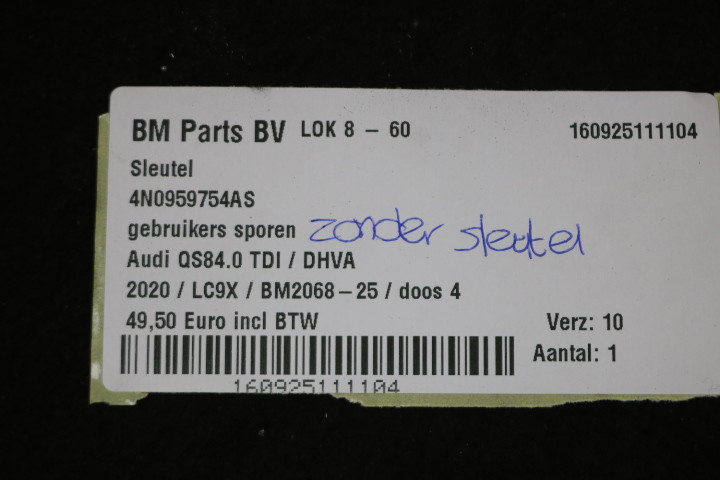 BM Parts BV LOK 8 - 60 160925111104
Sleutel
4N0959754AS
gebruikers sporen zonder sleutel
Audi QS84.0 TDI / DHVA
2020 / LC9X / BM2068-25 / doos 4
49,50 Euro incl BTW Verz: 10
Aantal: 1
160925111104